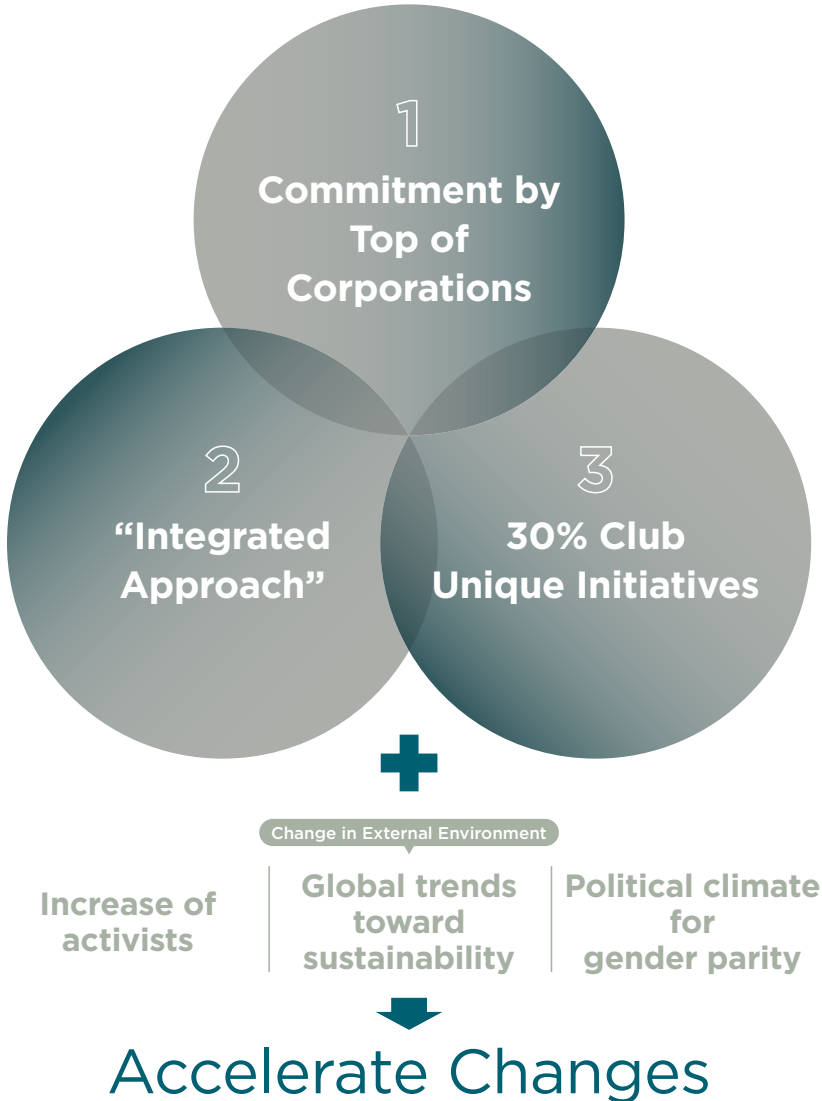 1
Commitment by
Top of
Corporations
2
“Integrated
Approach”
3
30% Club
Unique Initiatives
Change in External Environment
Increase of
activists
Global trends
toward
sustainability
Political climate
for
gender parity
Accelerate Changes